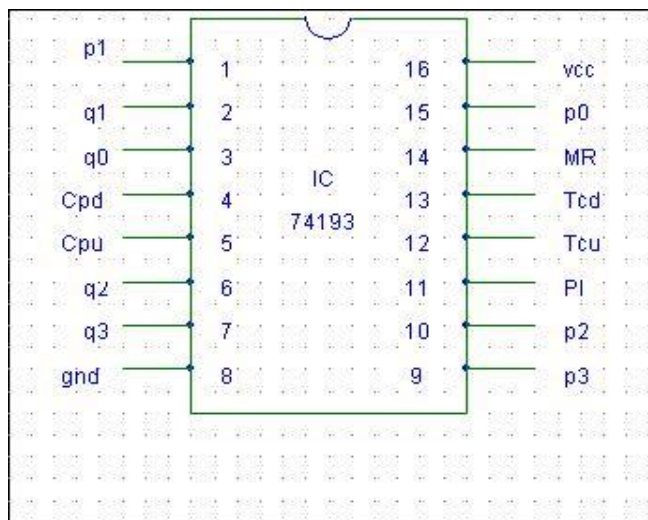 p1 1 16 vcc
q1 2 15 p0
q0 3 14 MR
IC
Cpd 4 13 Tcd
74193
Cpu 5 12 Tcu
q2 6 11 Pl
q3 7 10 p2
gnd 8 9 p3